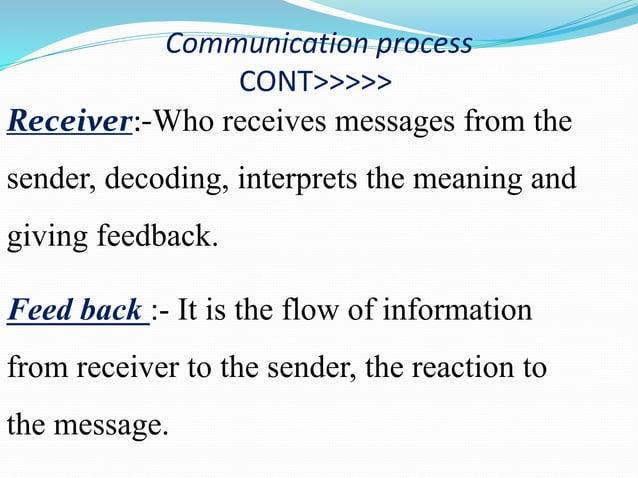 Communication process
CONT>>>>>
Receiver:-Who receives messages from the
sender, decoding, interprets the meaning and
giving feedback.
Feed back :- It is the flow of information
from receiver to the sender, the reaction to
the message.